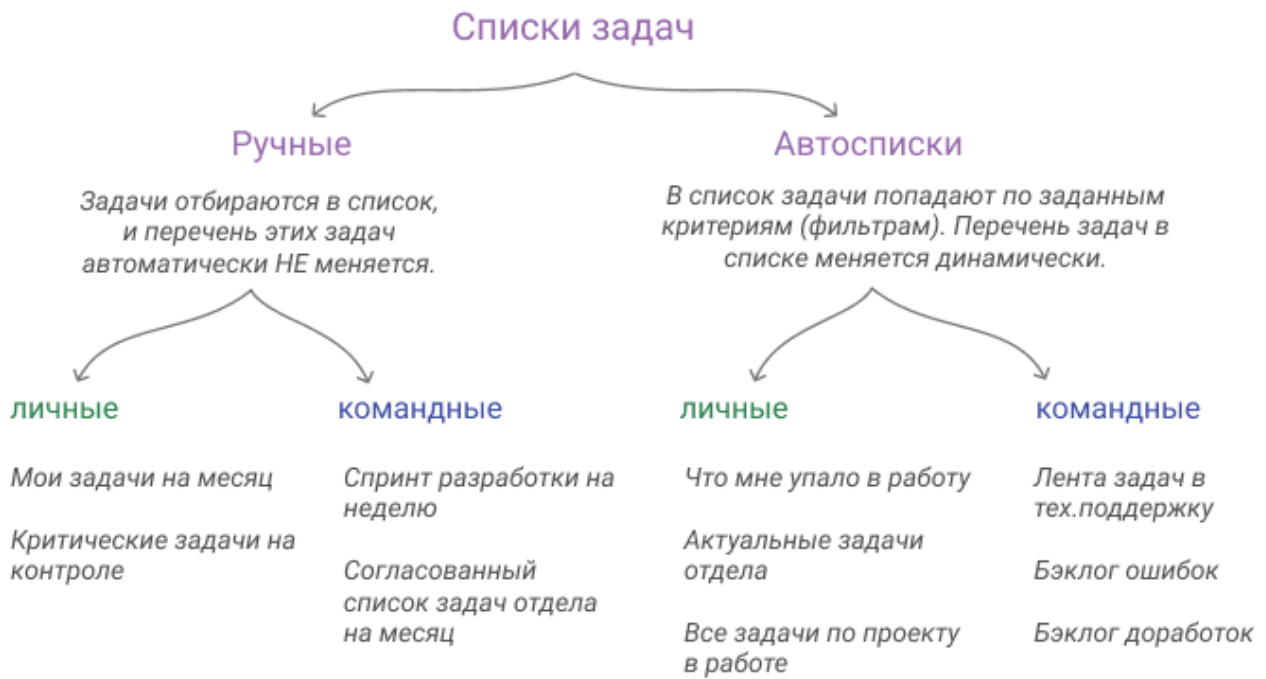 Списки задач
Ручные
Задачи отбираются в список,
и перечень этих задач
автоматически НЕ меняется.
Автосписки
В список задачи попадают по заданным
критериям (фильтрам). Перечень задач в
списке меняется динамически.
личные
Мои задачи на месяц
Критические задачи на
контроле
командные
Спринт разработки на
неделю
Согласованный
список задач отдела
на месяц
личные
Что мне упало в работу
Актуальные задачи
отдела
Все задачи по проекту
в работе
командные
Лента задач в
тех.поддержку
Бэклог ошибок
Бэклог доработок